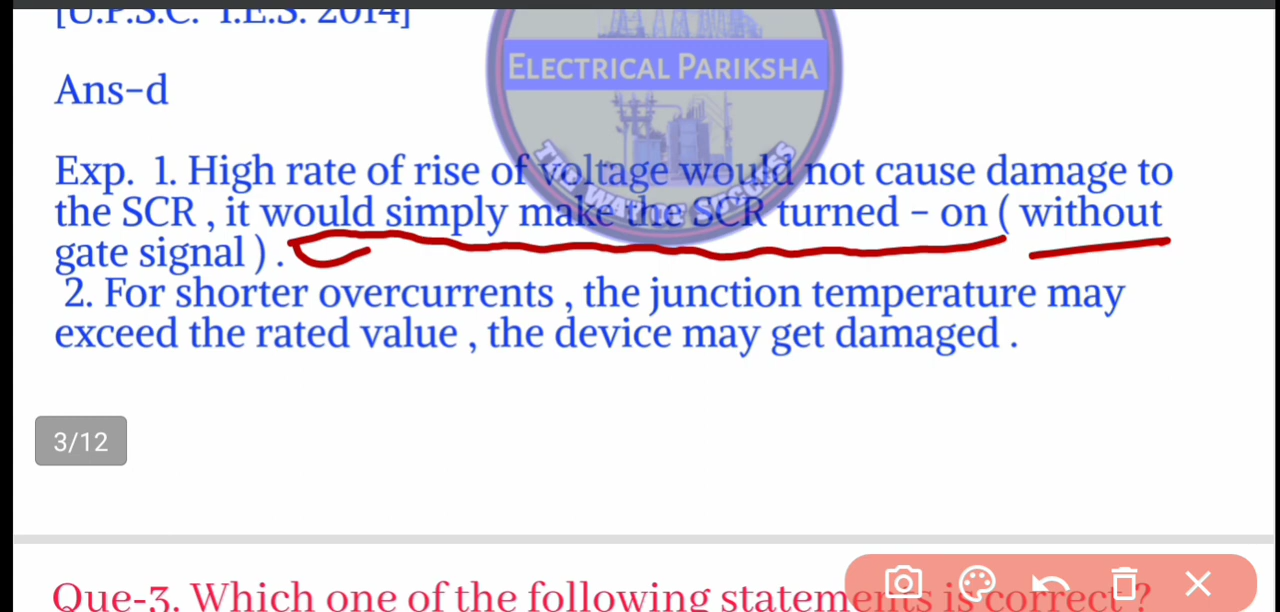 [U.P.S.C. I.E.S. 2014]
ELECTRICAL PARIKSHA
Ans-d
Exp. 1. High rate of rise of voltage would not cause damage to
the SCR , it would simply make the SCR turned - on ( without
gate signal ) .
2. For shorter overcurrents , the junction temperature may
exceed the rated value , the device may get damaged .
3/12
Que-3. Which one of the following statements is correct ?